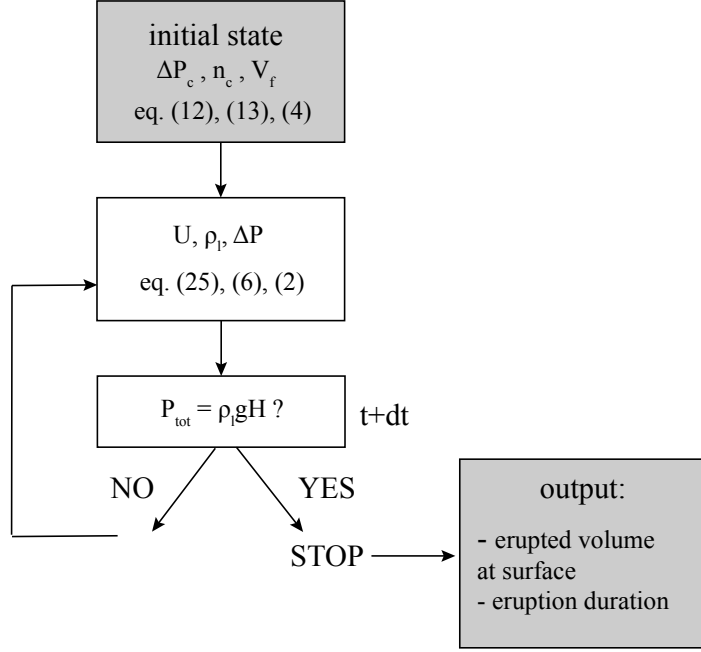 initial state
ΔP_c , n_c , V_f
eq. (12), (13), (4)
U, ρ_l, ΔP
eq. (25), (6), (2)
P_tot = ρ_lgH ?
t+dt
NO
YES
STOP
output:
- erupted volume
at surface
- eruption duration